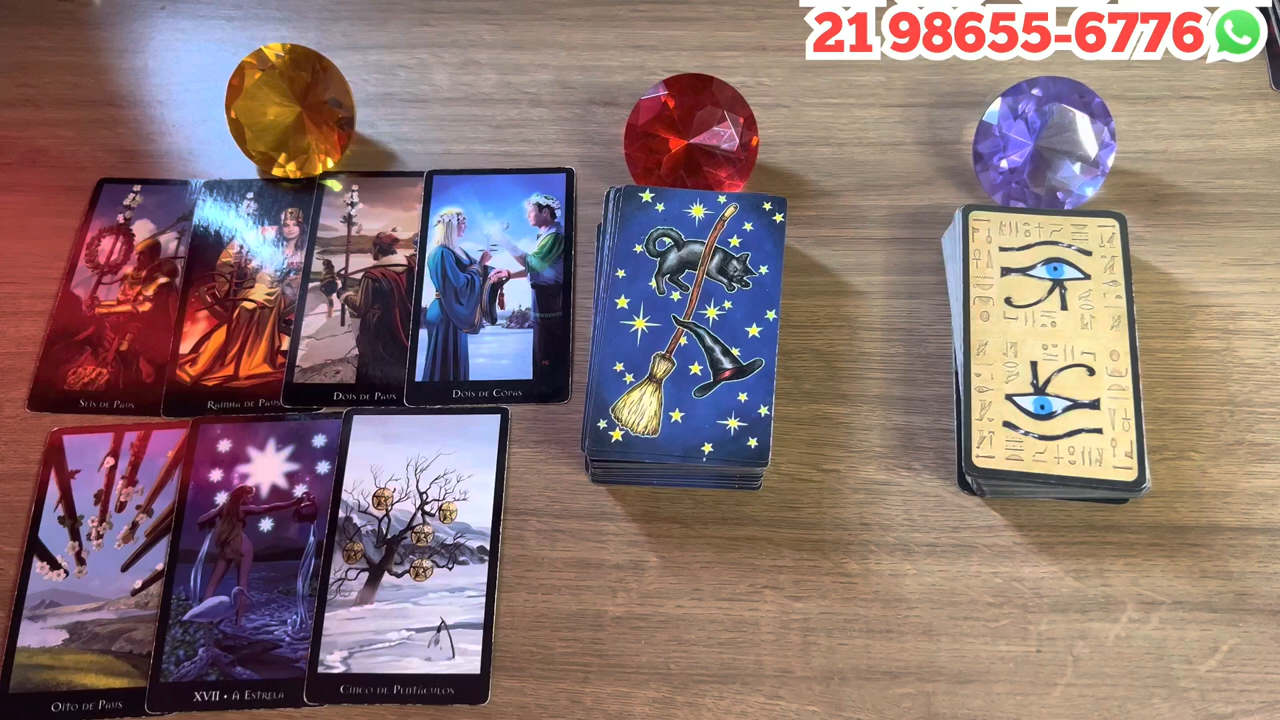 21 98655-6776
SEIS DE PAUS
RAINHA DE PAUS
DOIS DE PAUS
DOIS DE COPAS
OITO DE PAUS
XVII • A ESTRELA
CINCO DE PENTÁCULOS